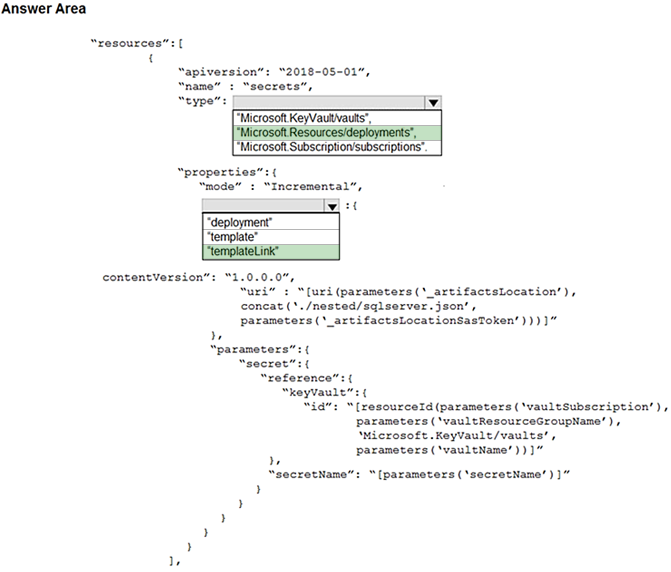 Answer Area
“resources”:[
{
“apiversion”: “2018-05-01”,
“name” : “secrets”,
“type”:
“Microsoft.KeyVault/vaults”,
“Microsoft.Resources/deployments”,
“Microsoft.Subscription/subscriptions”.
“properties”:{
“mode” : “Incremental”,
:{
“deployment”
“template”
“templateLink”
contentVersion”: “1.0.0.0”,
“uri” : “[uri(parameters(‘_artifactsLocation’),
concat(‘./nested/sqlserver.json’,
parameters(‘_artifactsLocationSasToken’)))]”
},
“parameters”:{
“secret”:{
“reference”:{
“keyVault”:{
“id”: “[resourceId(parameters(‘vaultSubscription’),
parameters(‘vaultResourceGroupName’),
‘Microsoft.KeyVault/vaults’,
parameters(‘vaultName’))]”
},
“secretName”: “[parameters(‘secretName’)]”
}
}
}
}
}
],